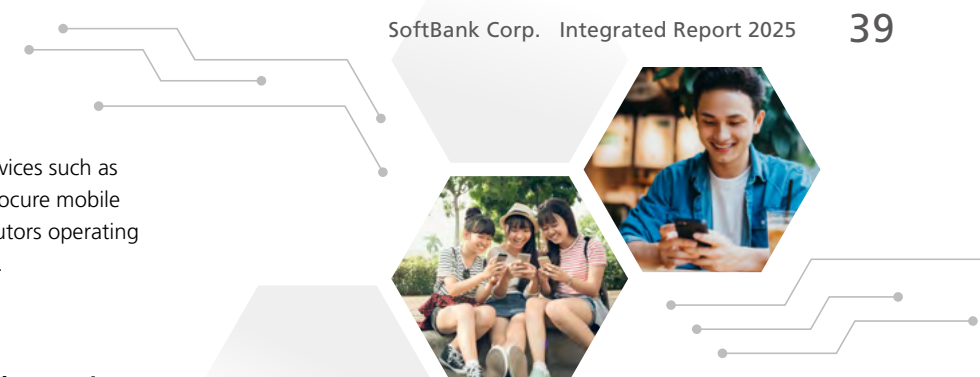 SoftBank Corp. Integrated Report 2025 39
vices such as
ocure mobile
utors operating